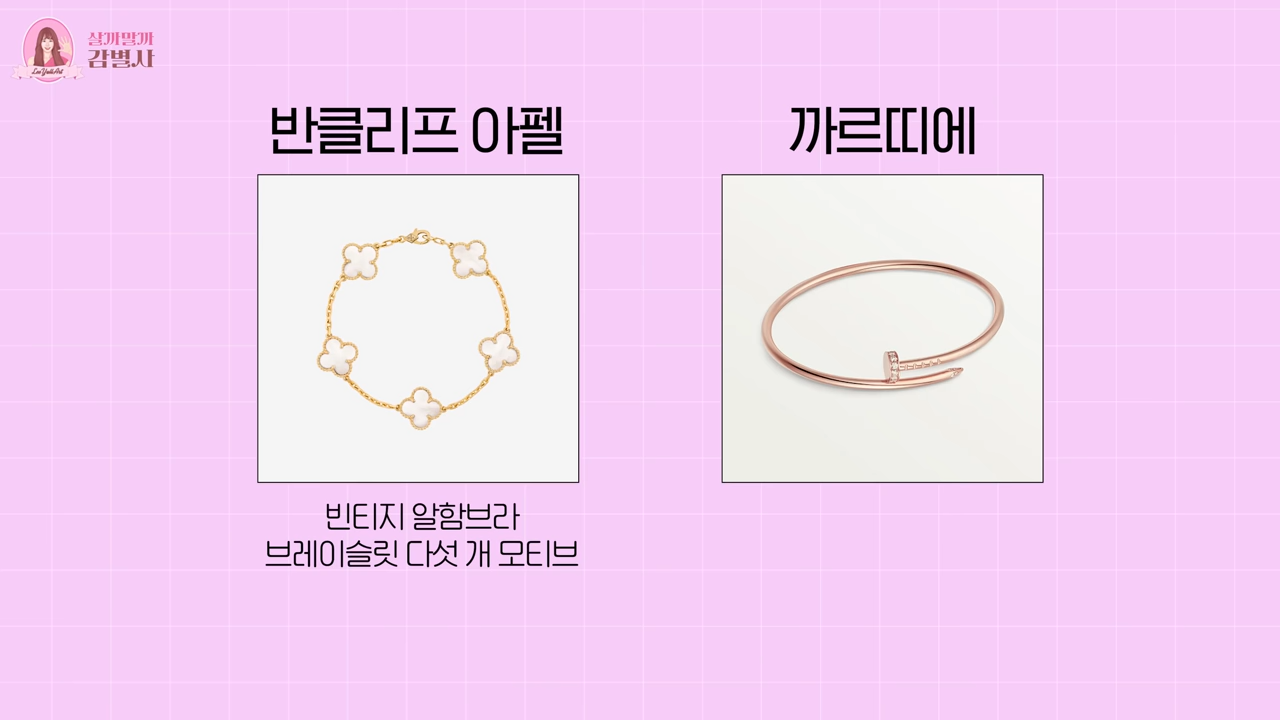 살까말까
감별사
LeeYuliArt
반클리프 아펠
까르띠에
빈티지 알함브라
브레이슬릿 다섯 개 모티브